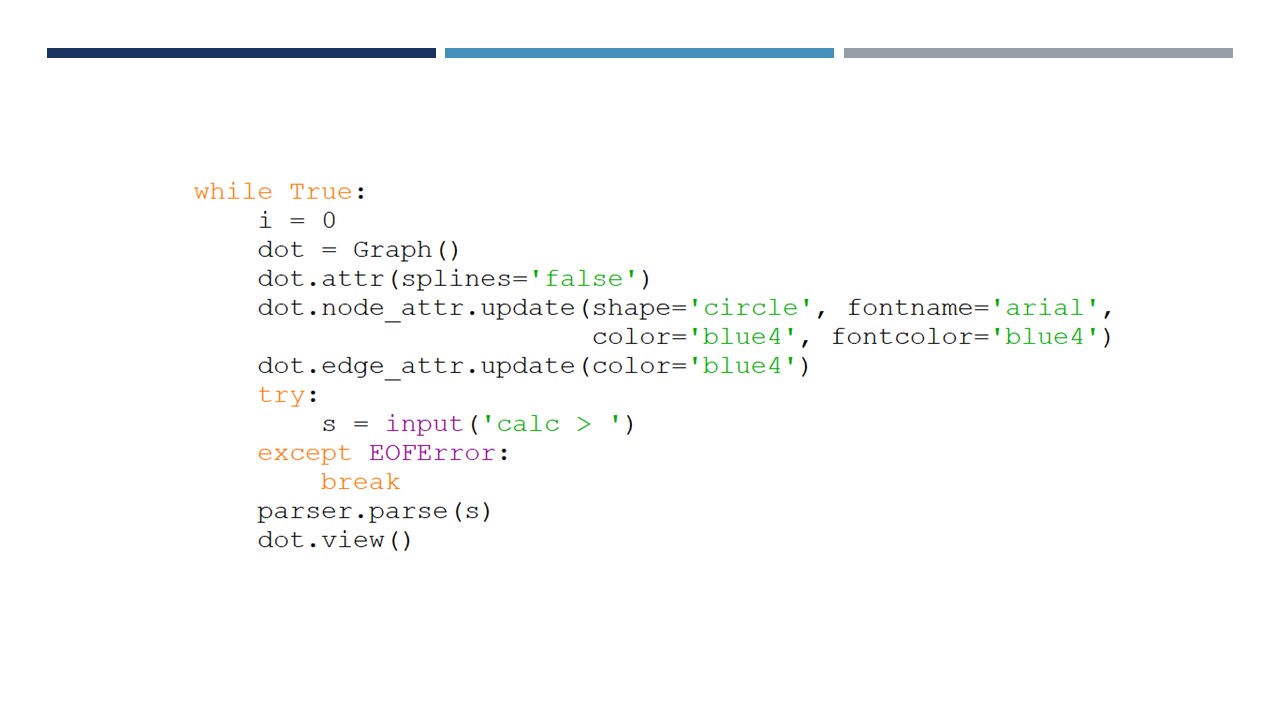 while True:
    i = 0
    dot = Graph()
    dot.attr(splines='false')
    dot.node_attr.update(shape='circle', fontname='arial',
                         color='blue4', fontcolor='blue4')
    dot.edge_attr.update(color='blue4')
    try:
        s = input('calc > ')
    except EOFError:
        break
    parser.parse(s)
    dot.view()